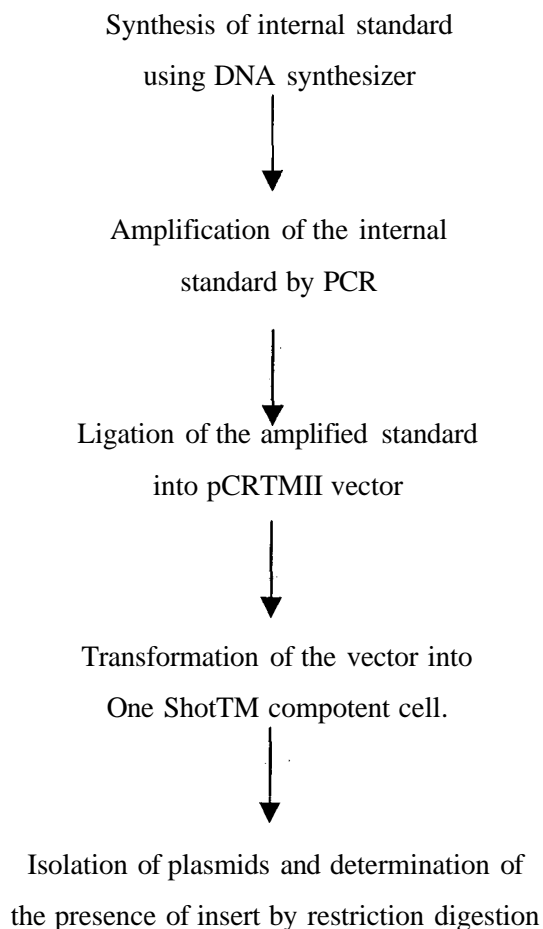 Synthesis of internal standard
using DNA synthesizer
Amplification of the internal
standard by PCR
Ligation of the amplified standard
into pCRTMII vector
Transformation of the vector into
One ShotTM compotent cell.
Isolation of plasmids and determination of
the presence of insert by restriction digestion